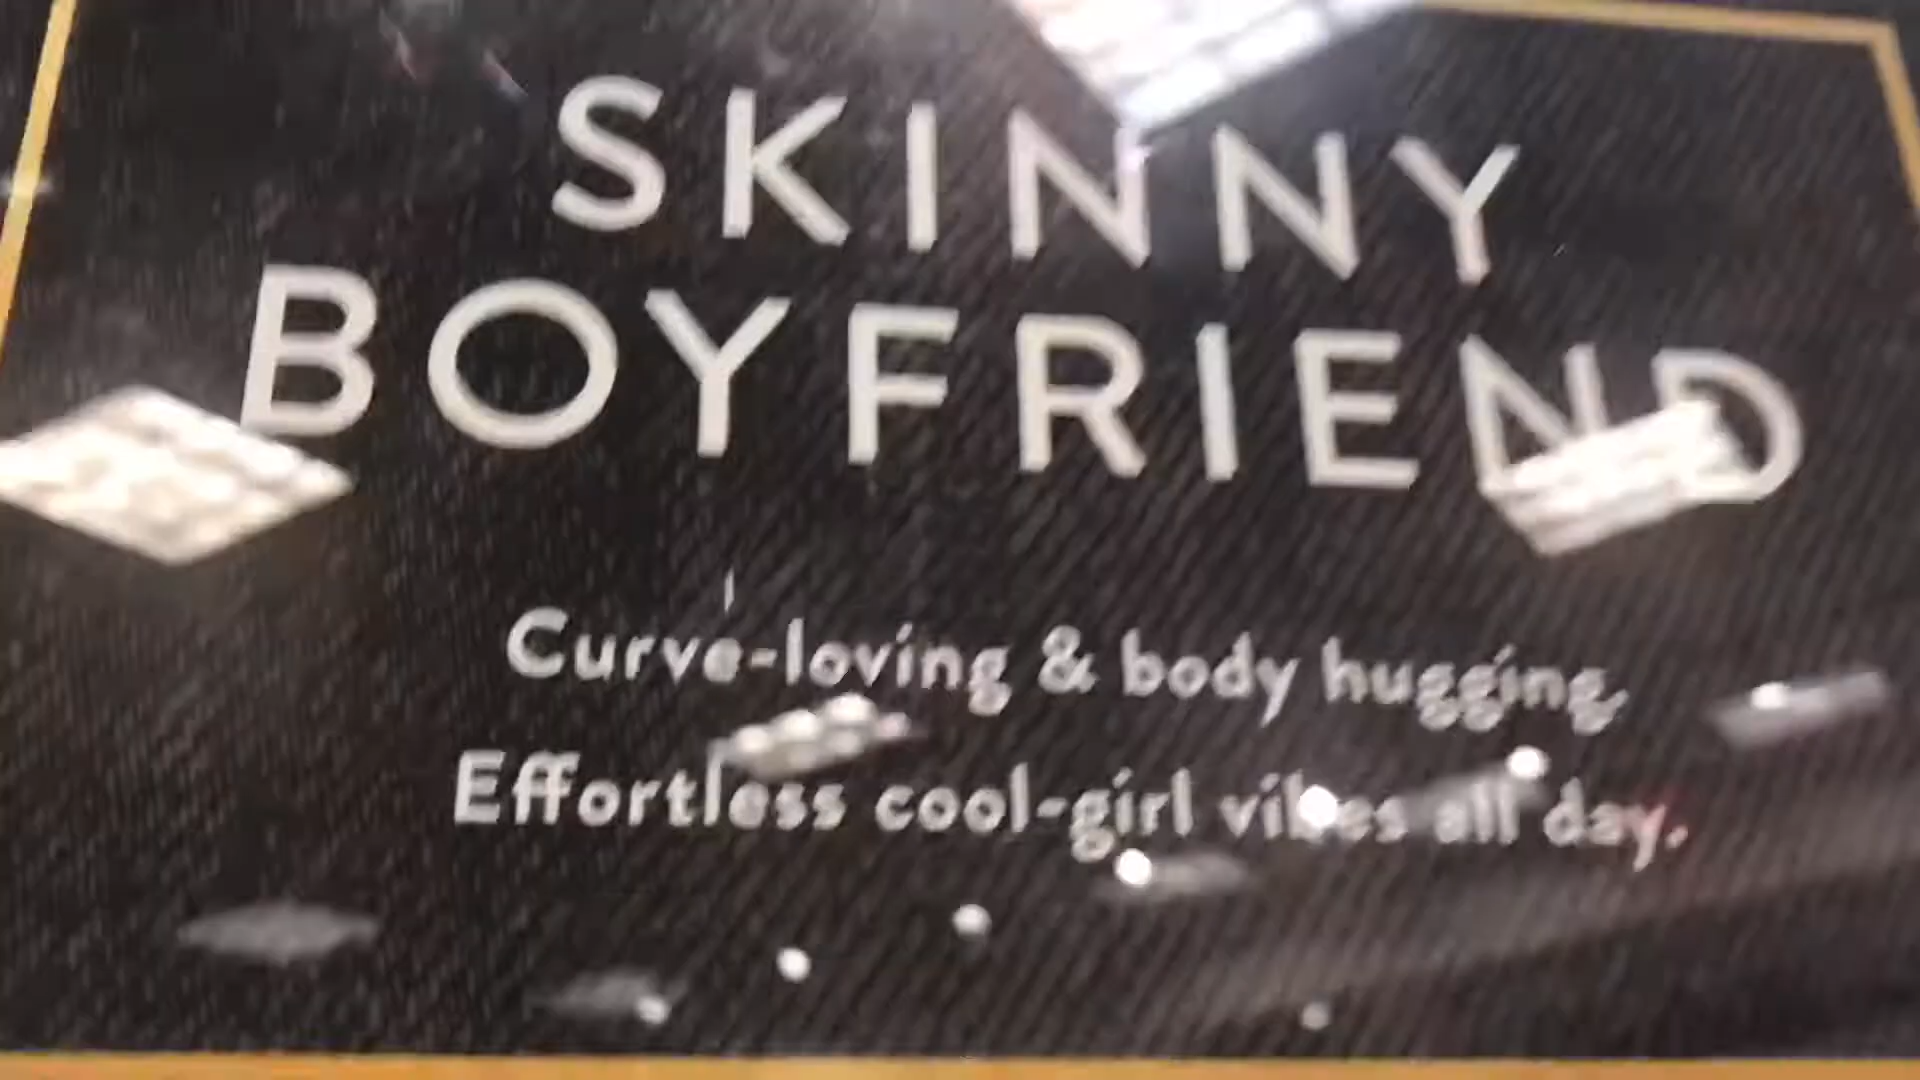 SKINNY
BOYFRIEND
Curve-loving & body hugging.
Effortless cool-girl vibes all day.